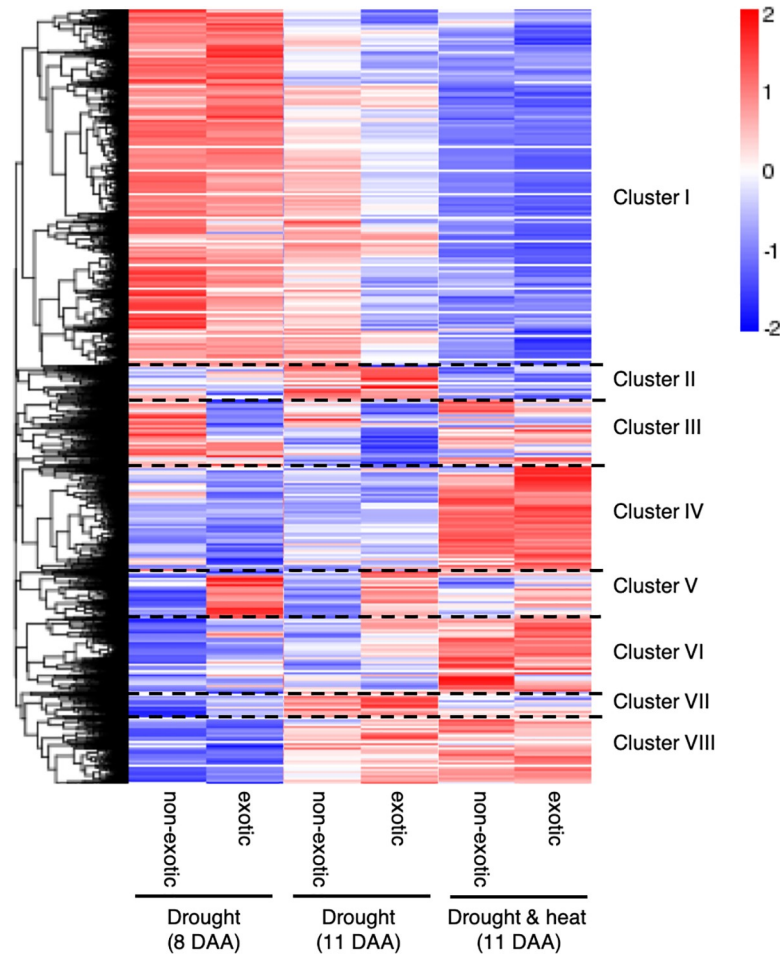 2
1
0
-1
-2
Cluster I
Cluster II
Cluster III
Cluster IV
Cluster V
Cluster VI
Cluster VII
Cluster VIII
non-exotic
exotic
non-exotic
exotic
non-exotic
exotic
Drought
(8 DAA)
Drought
(11 DAA)
Drought & heat
(11 DAA)